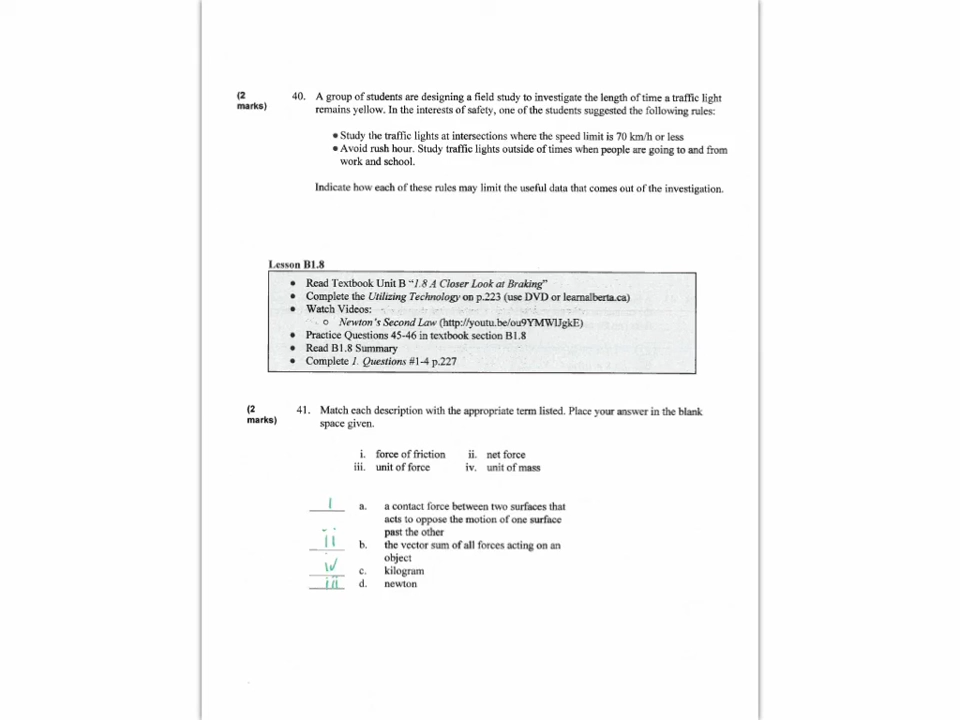 (2
marks)
40. A group of students are designing a field study to investigate the length of time a traffic light
remains yellow. In the interests of safety, one of the students suggested the following rules:
• Study the traffic lights at intersections where the speed limit is 70 km/h or less
• Avoid rush hour. Study traffic lights outside of times when people are going to and from
work and school.
Indicate how each of these rules may limit the useful data that comes out of the investigation.
Lesson B1.8
• Read Textbook Unit B "1.8 A Closer Look at Braking"
• Complete the Utilizing Technology on p.223 (use DVD or learnalberta.ca)
• Watch Videos:
o Newton's Second Law (http://youtu.be/ou9YMWlJgkE)
• Practice Questions 45-46 in textbook section B1.8
• Read B1.8 Summary
• Complete 1. Questions #1-4 p.227
(2
marks)
41. Match each description with the appropriate term listed. Place your answer in the blank
space given.
i. force of friction ii. net force
iii. unit of force iv. unit of mass
i a. a contact force between two surfaces that
acts to oppose the motion of one surface
past the other
ii b. the vector sum of all forces acting on an
object
iv c. kilogram
iii d. newton